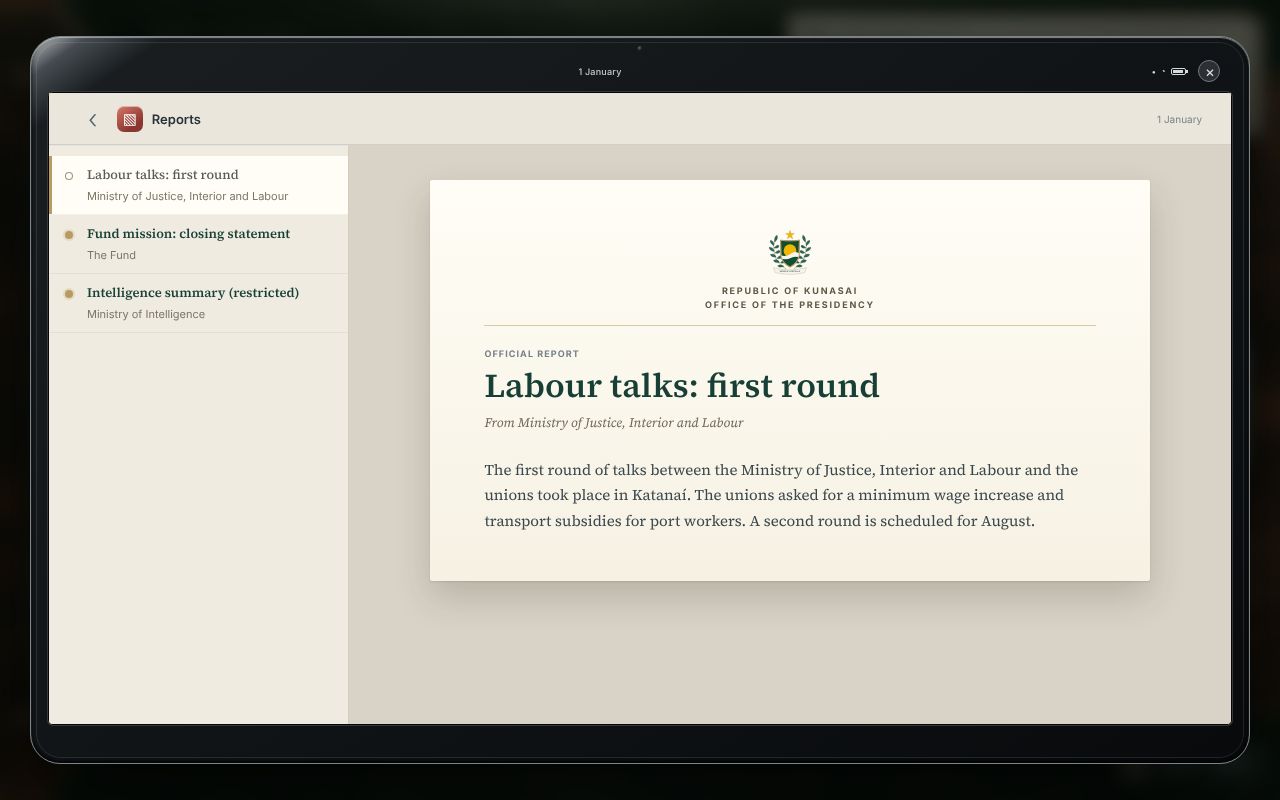 1 January
Reports
1 January
Labour talks: first round
Ministry of Justice, Interior and Labour
Fund mission: closing statement
The Fund
Intelligence summary (restricted)
Ministry of Intelligence
REPUBLIC OF KUNASAI
OFFICE OF THE PRESIDENCY
OFFICIAL REPORT
Labour talks: first round
From Ministry of Justice, Interior and Labour
The first round of talks between the Ministry of Justice, Interior and Labour and the
unions took place in Katanaí. The unions asked for a minimum wage increase and
transport subsidies for port workers. A second round is scheduled for August.